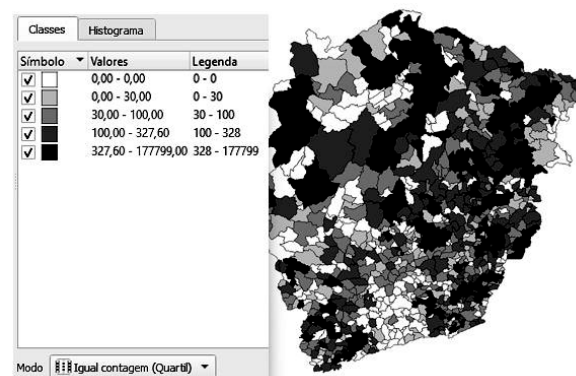 Classes Histograma
Símbolo Valores Legenda
0,00 - 0,00 0 - 0
0,00 - 30,00 0 - 30
30,00 - 100,00 30 - 100
100,00 - 327,60 100 - 328
327,60 - 177799,00 328 - 177799
Modo Igual contagem (Quartil)